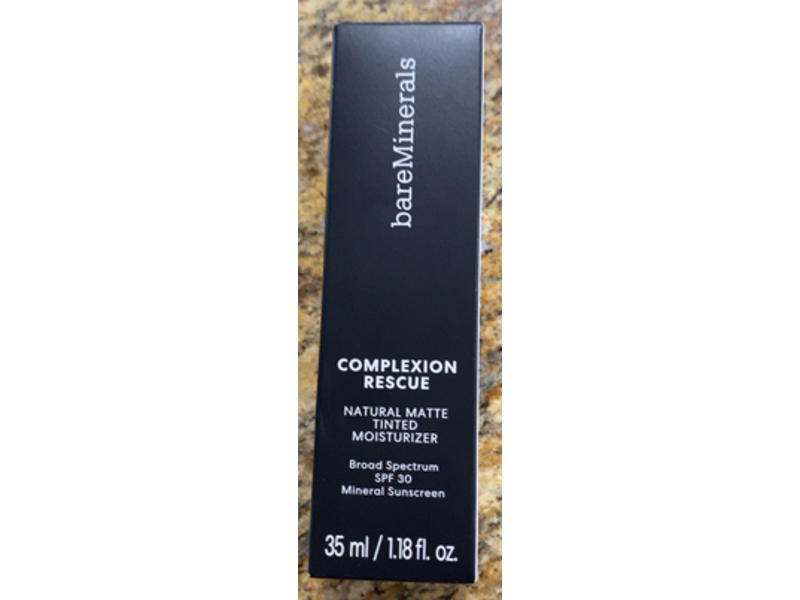 bareMinerals
COMPLEXION
RESCUE
NATURAL MATTE
TINTED
MOISTURIZER
Broad Spectrum
SPF 30
Mineral Sunscreen
35 ml / 1.18 fl. oz.